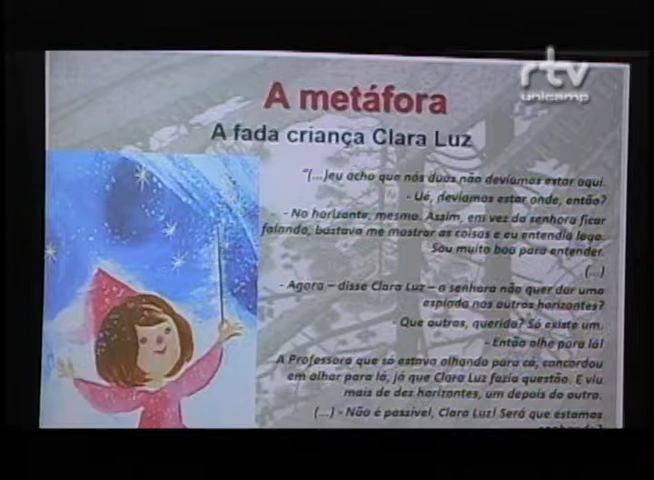 rtv
unicamp
A metáfora
A fada criança Clara Luz
"(...)eu acho que nós duas não devíamos estar aqui.
- Ué, devíamos estar onde, então?
- No horizonte, mesmo. Assim, em vez da senhora ficar
falando, bastava me mostrar as coisas e eu entendia logo.
Sou muito boa para entender.
(...)
- Agora – disse Clara Luz – a senhora não quer dar uma
espiada nos outros horizontes?
- Que outros, querida? Só existe um.
- Então olhe para lá!
A Professora que só estava olhando para cá, concordou
em olhar para lá, já que Clara Luz fazia questão. E viu
mais de dez horizontes, um depois do outro.
(...) - Não é possível, Clara Luz! Será que estamos